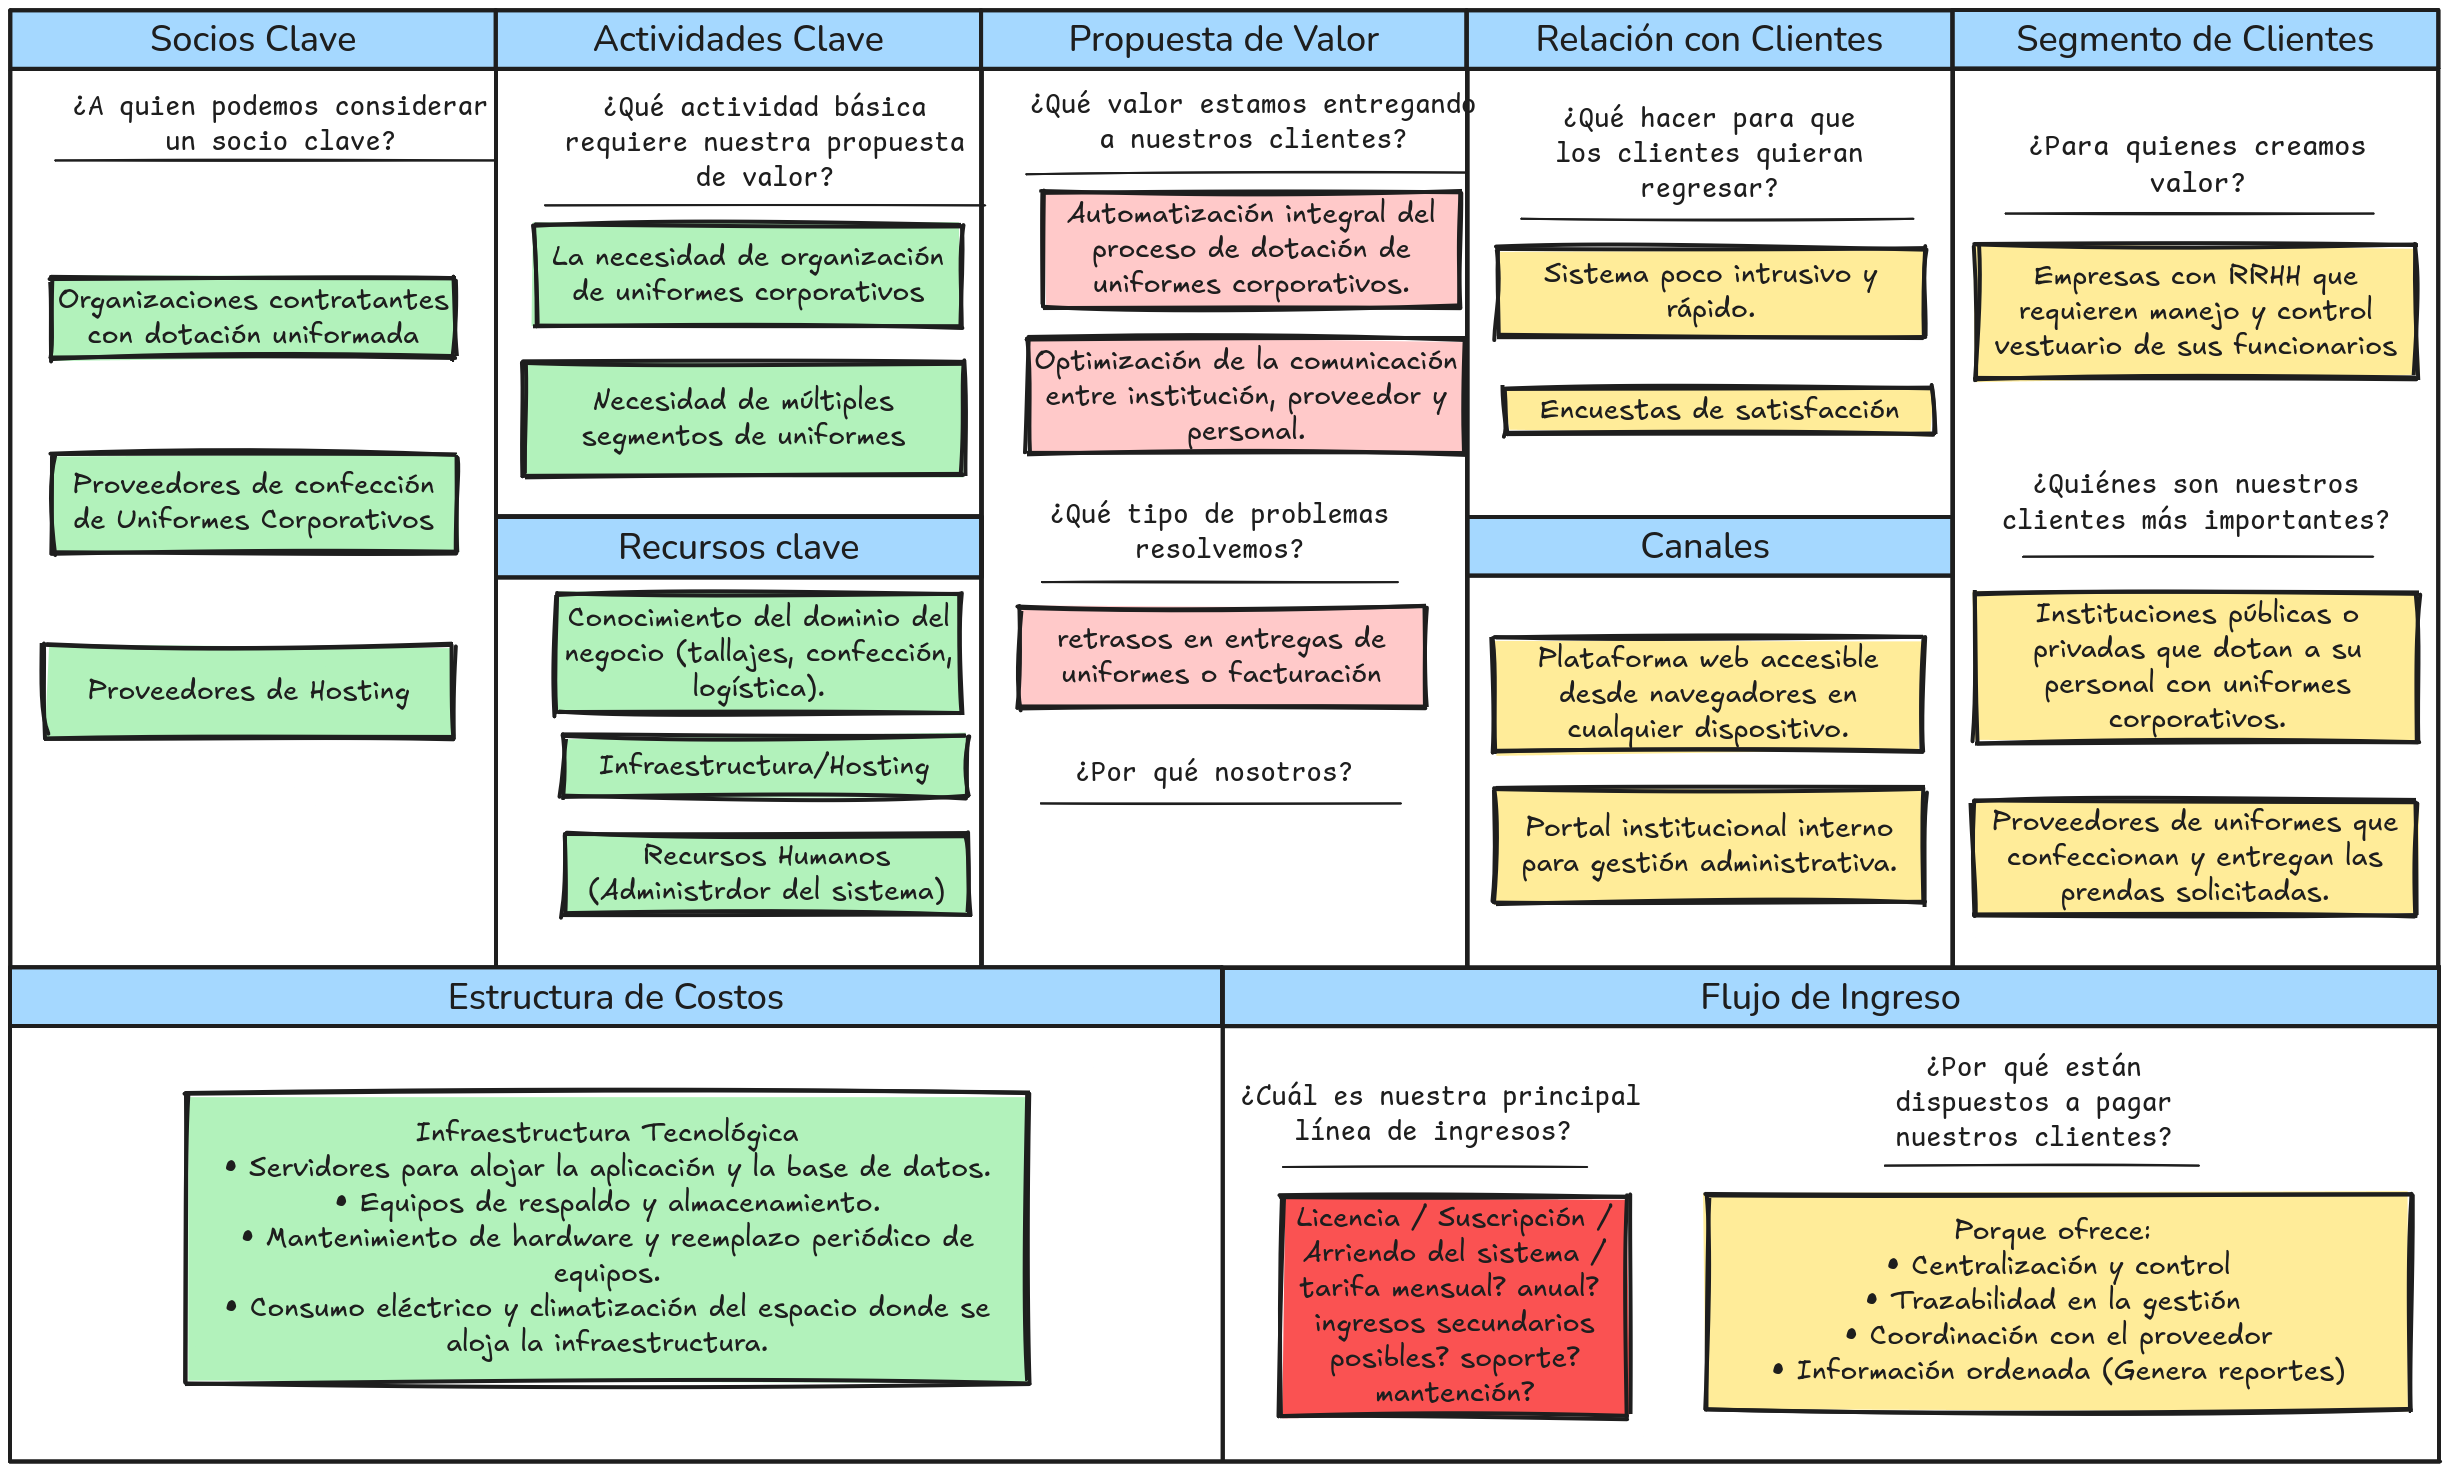 Socios Clave
¿A quien podemos considerar
un socio clave?
Organizaciones contratantes
con dotación uniformada
Proveedores de confección
de Uniformes Corporativos
Proveedores de Hosting
Actividades Clave
¿Qué actividad básica
requiere nuestra propuesta
de valor?
La necesidad de organización
de uniformes corporativos
Necesidad de múltiples
segmentos de uniformes
Recursos clave
Conocimiento del dominio del
negocio (tallajes, confección,
logística).
Infraestructura/Hosting
Recursos Humanos
(Administrdor del sistema)
Propuesta de Valor
¿Qué valor estamos entregando
a nuestros clientes?
Automatización integral del
proceso de dotación de
uniformes corporativos.
Optimización de la comunicación
entre institución, proveedor y
personal.
¿Qué tipo de problemas
resolvemos?
retrasos en entregas de
uniformes o facturación
¿Por qué nosotros?
Relación con Clientes
¿Qué hacer para que
los clientes quieran
regresar?
Sistema poco intrusivo y
rápido.
Encuestas de satisfacción
Canales
Plataforma web accesible
desde navegadores en
cualquier dispositivo.
Portal institucional interno
para gestión administrativa.
Segmento de Clientes
¿Para quienes creamos
valor?
Empresas con RRHH que
requieren manejo y control
vestuario de sus funcionarios
¿Quiénes son nuestros
clientes más importantes?
Instituciones públicas o
privadas que dotan a su
personal con uniformes
corporativos.
Proveedores de uniformes que
confeccionan y entregan las
prendas solicitadas.
Estructura de Costos
Infraestructura Tecnológica
• Servidores para alojar la aplicación y la base de datos.
• Equipos de respaldo y almacenamiento.
• Mantenimiento de hardware y reemplazo periódico de
equipos.
• Consumo eléctrico y climatización del espacio donde se
aloja la infraestructura.
Flujo de Ingreso
¿Cuál es nuestra principal
línea de ingresos?
Licencia / Suscripción /
Arriendo del sistema /
tarifa mensual? anual?
ingresos secundarios
posibles? soporte?
mantención?
¿Por qué están
dispuestos a pagar
nuestros clientes?
Porque ofrece:
• Centralización y control
• Trazabilidad en la gestión
• Coordinación con el proveedor
• Información ordenada (Genera reportes)